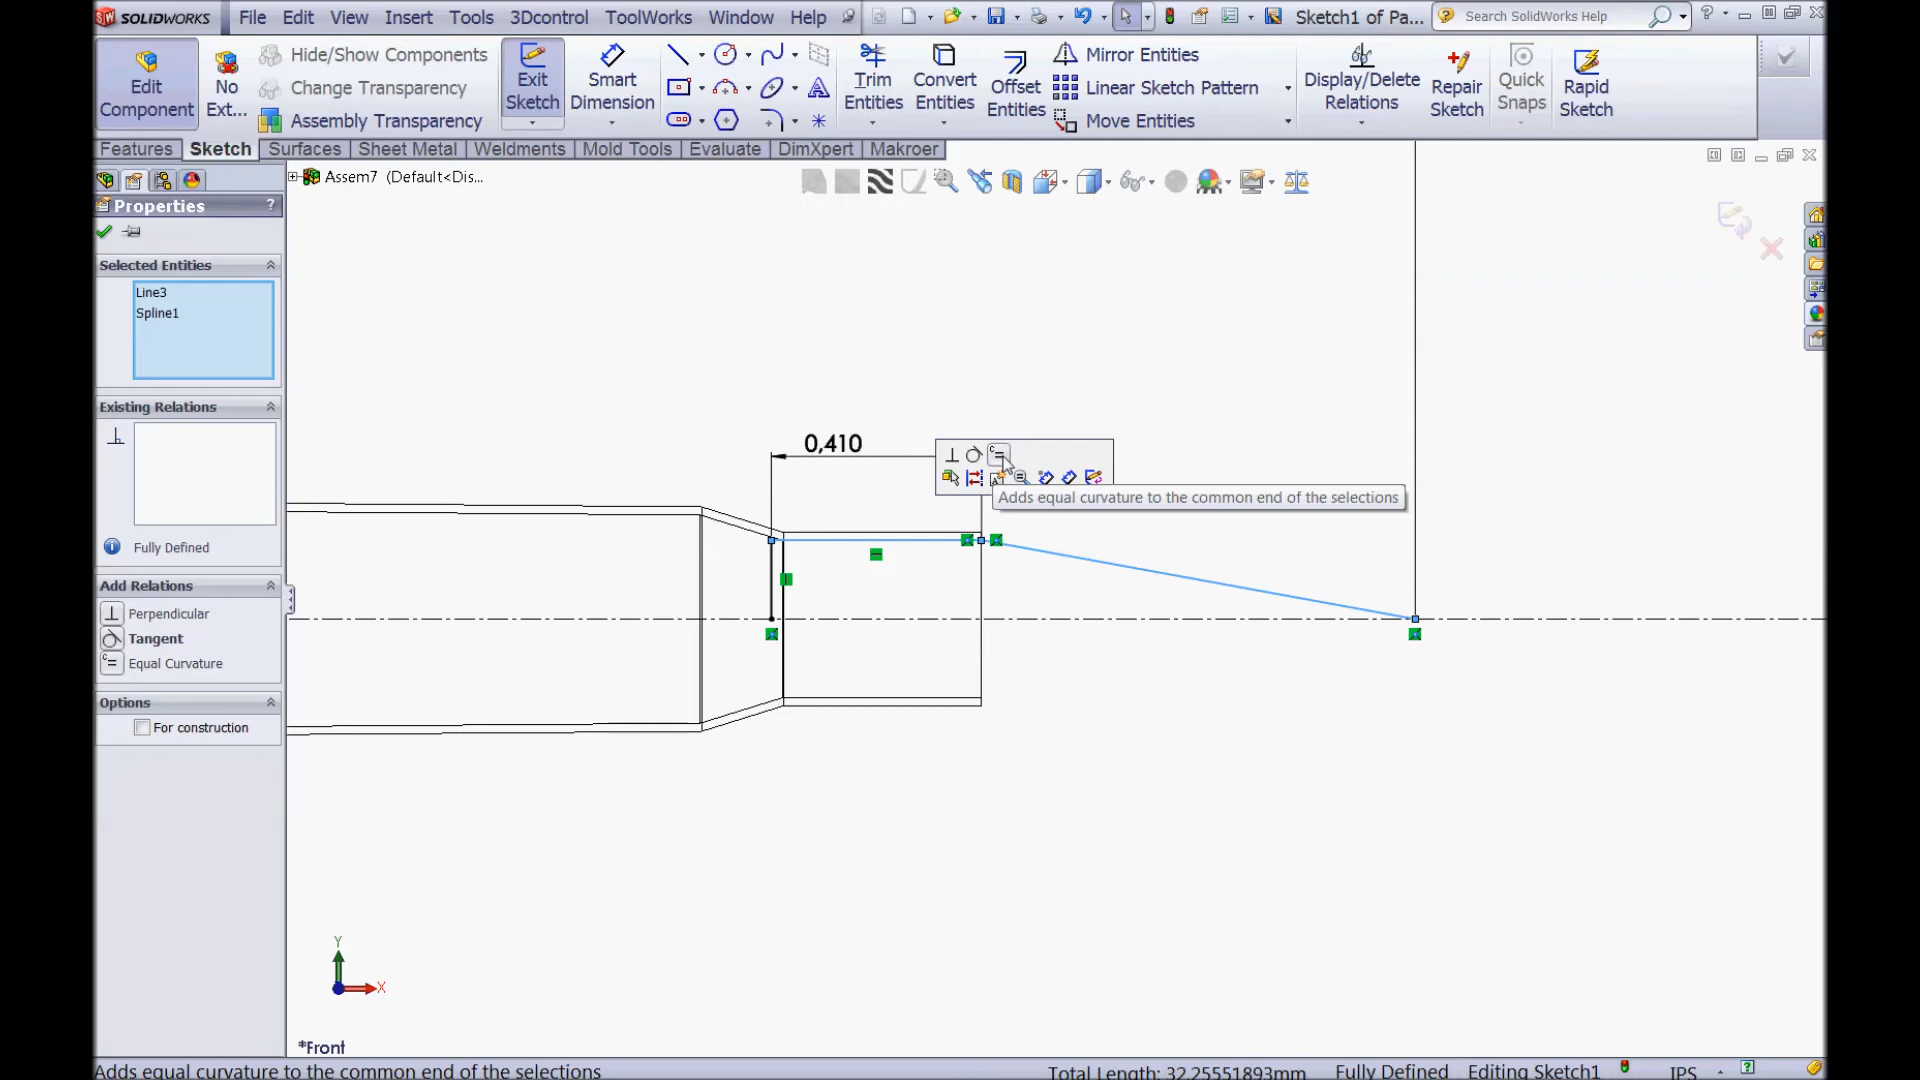 SOLIDWORKS File Edit View Insert Tools 3Dcontrol ToolWorks Window Help Sketch1 of Pa... Search SolidWorks Help
Edit Component
No Ext...
Hide/Show Components
Change Transparency
Assembly Transparency
Exit Sketch
Smart Dimension
Trim Entities
Convert Entities
Offset Entities
Mirror Entities
Linear Sketch Pattern
Move Entities
Display/Delete Relations
Repair Sketch
Quick Snaps
Rapid Sketch
Features Sketch Surfaces Sheet Metal Weldments Mold Tools Evaluate DimXpert Makroer
Assem7 (Default<Dis...
Properties ?
Selected Entities
Line3
Spline1
Existing Relations
Fully Defined
Add Relations
Perpendicular
Tangent
Equal Curvature
Options
For construction
0,410
Adds equal curvature to the common end of the selections
Y
X
*Front
Adds equal curvature to the common end of the selections Total Length: 32.25551893mm Fully Defined Editing Sketch1 IPS